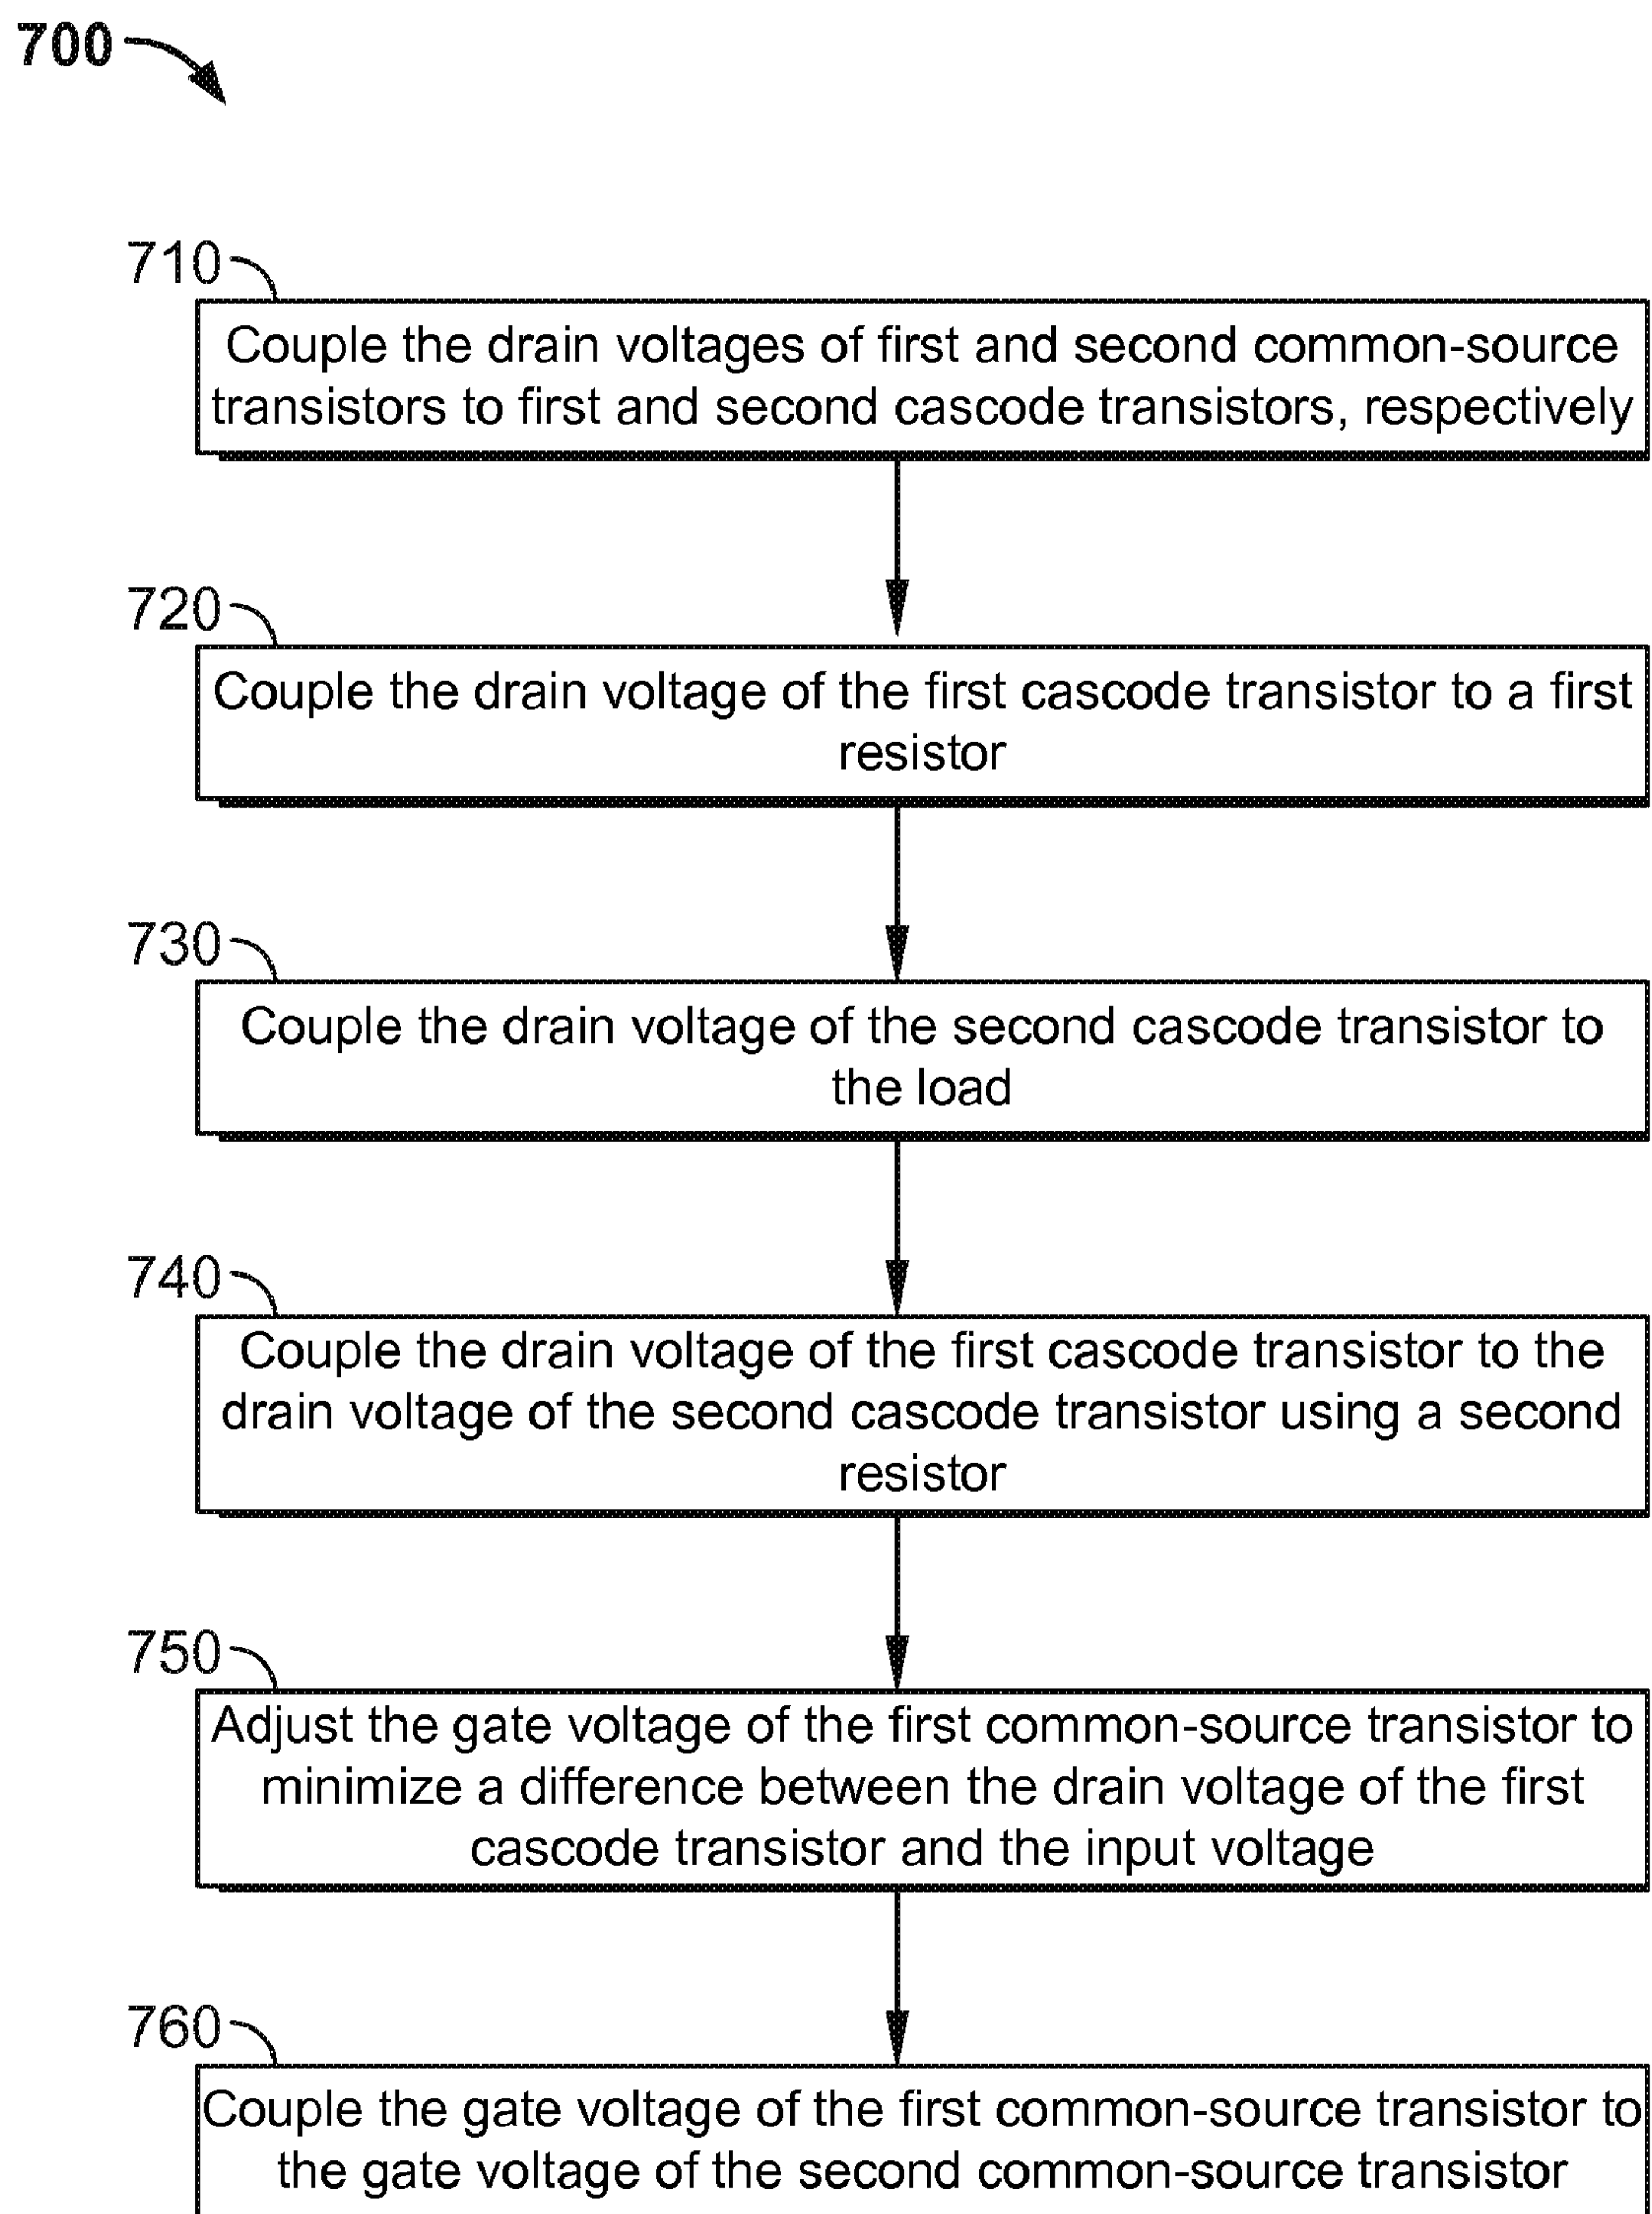 700
710
Couple the drain voltages of first and second common-source
transistors to first and second cascode transistors, respectively
720
Couple the drain voltage of the first cascode transistor to a first
resistor
730
Couple the drain voltage of the second cascode transistor to
the load
740
Couple the drain voltage of the first cascode transistor to the
drain voltage of the second cascode transistor using a second
resistor
750
Adjust the gate voltage of the first common-source transistor to
minimize a difference between the drain voltage of the first
cascode transistor and the input voltage
760
Couple the gate voltage of the first common-source transistor to
the gate voltage of the second common-source transistor